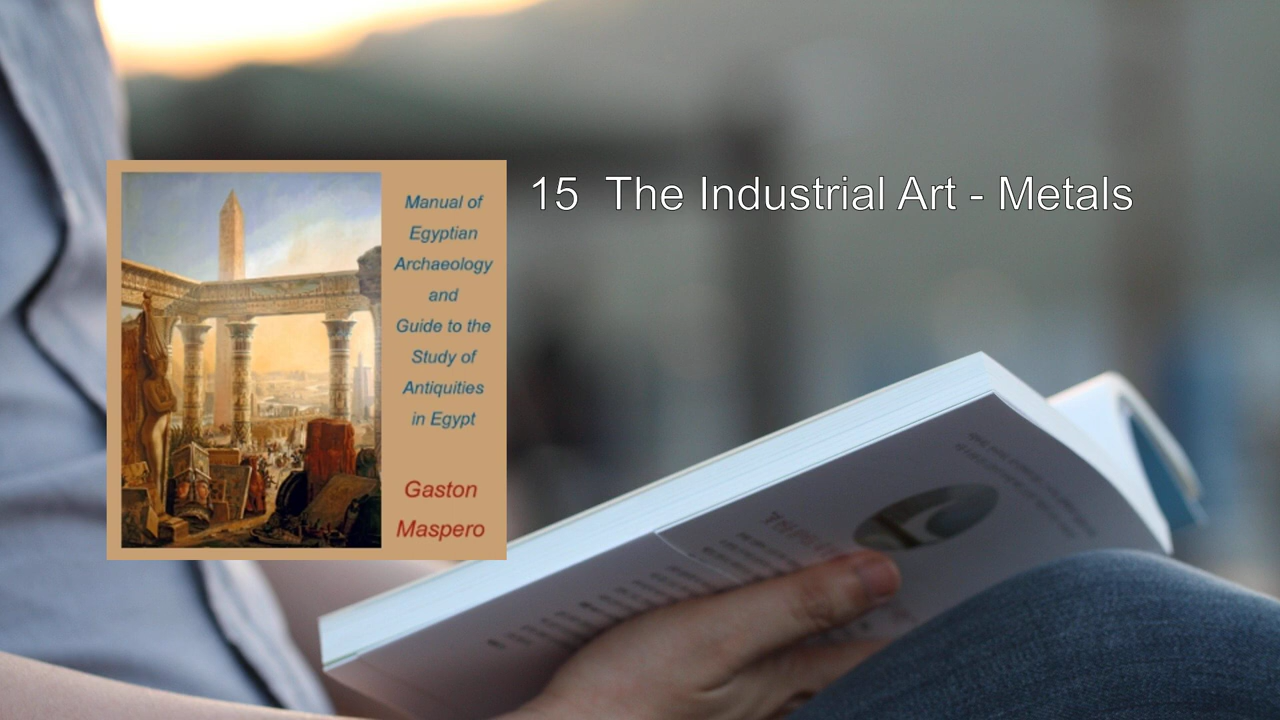 15  The Industrial Art - Metals
Manual of
Egyptian
Archaeology
and
Guide to the
Study of
Antiquities
in Egypt
Gaston
Maspero